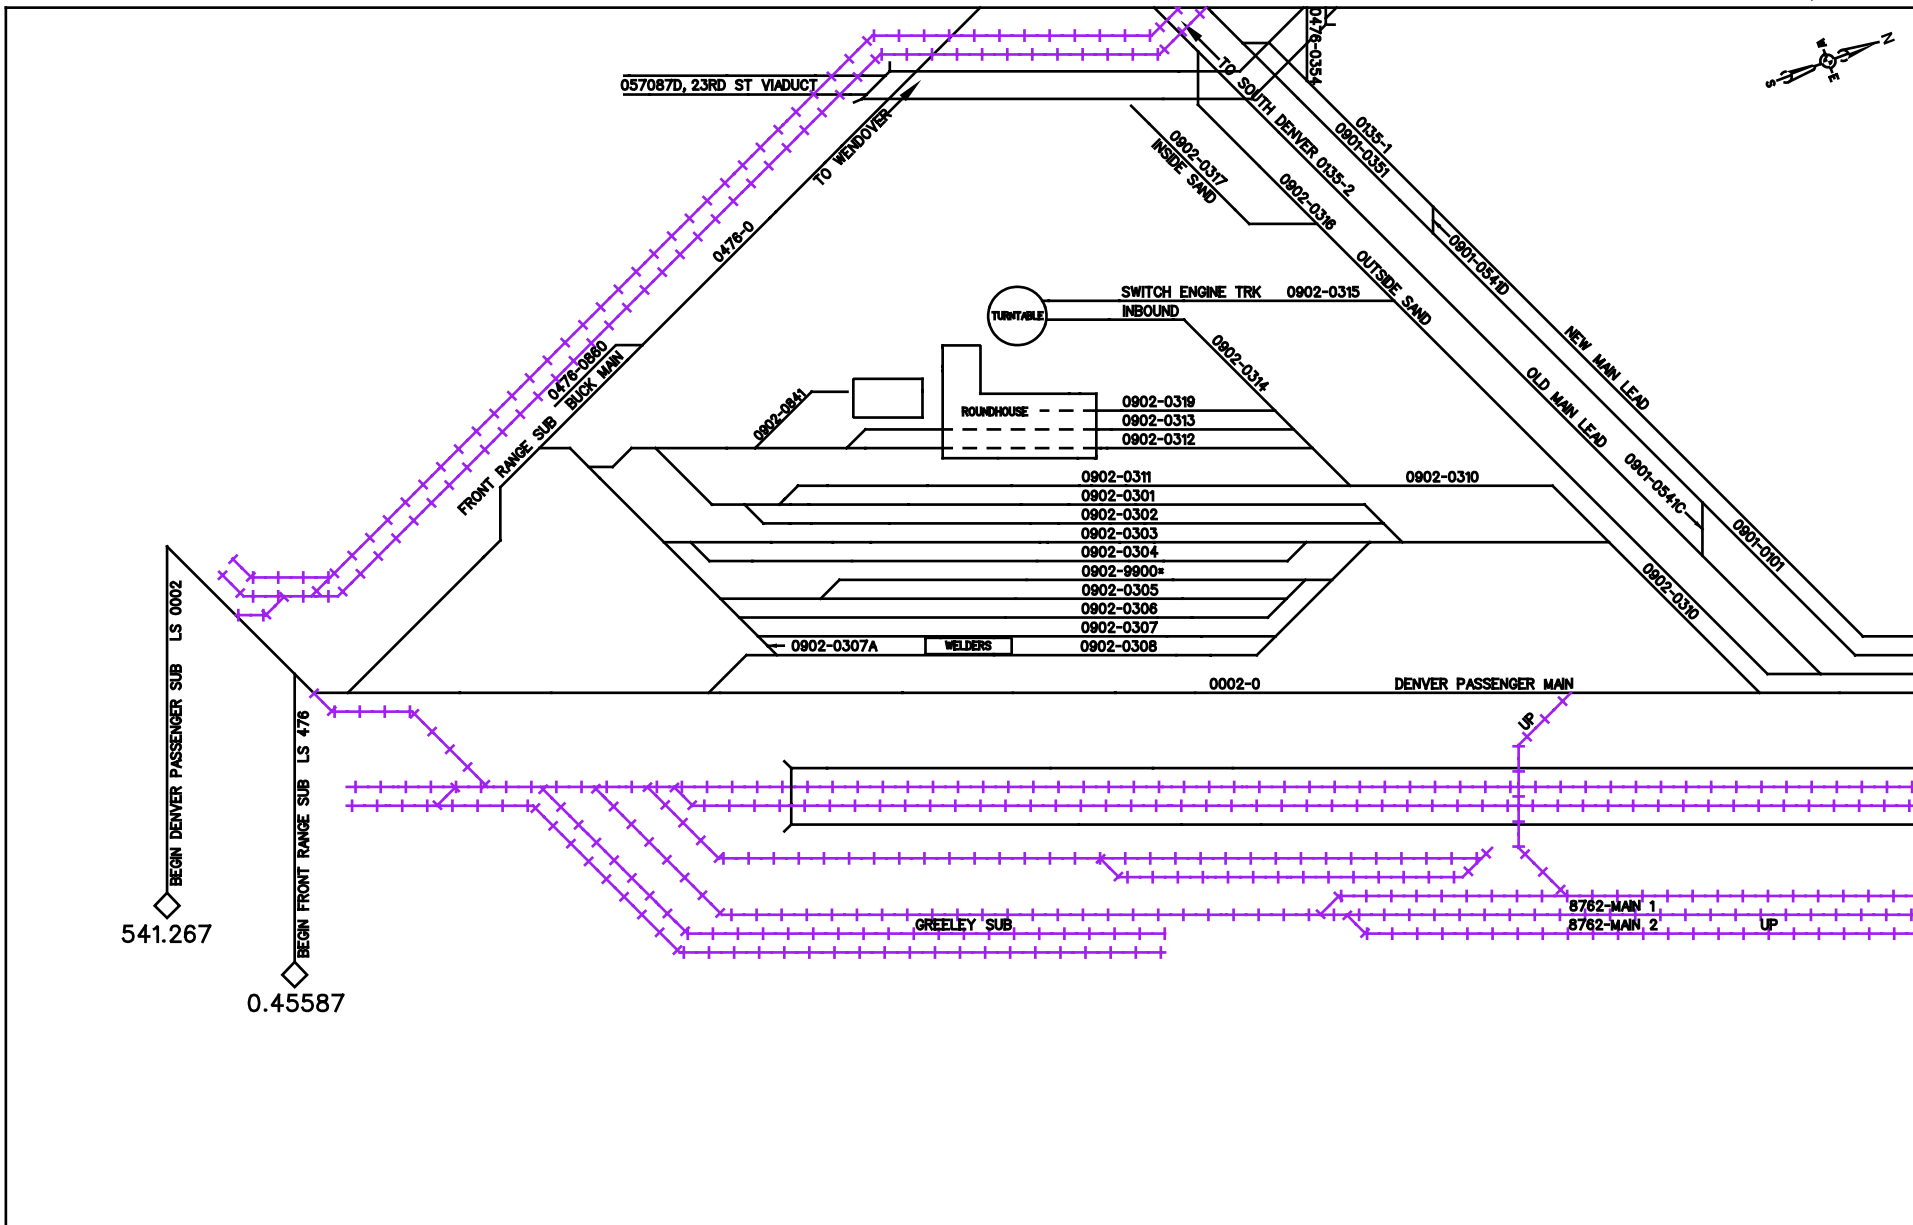 N
W
E
S
0476-0354
057087D, 23RD ST VIADUCT
TO SOUTH DENVER 0135-2
0135-1
0901-0351
TO WENDOVER
0902-0317
INSIDE SAND
0902-0316
0476-0
0901-0541D
OUTSIDE SAND
SWITCH ENGINE TRK 0902-0315
INBOUND
TURNTABLE
0902-0314
NEW MAIN LEAD
OLD MAIN LEAD
0476-0860
BUCK MAIN
FRONT RANGE SUB
0902-0841
ROUNDHOUSE
0902-0319
0902-0313
0902-0312
0902-0311
0902-0310
0902-0301
0902-0302
0902-0303
0902-0304
0902-9900*
0902-0305
0902-0306
0902-0307
0902-0307A
WELDERS
0902-0308
0901-0541C
0901-0101
0902-0310
0002-0
DENVER PASSENGER MAIN
BEGIN DENVER PASSENGER SUB LS 0002
541.267
BEGIN FRONT RANGE SUB LS 476
0.45587
UP
GREELEY SUB
8762-MAIN 1
8762-MAIN 2
UP